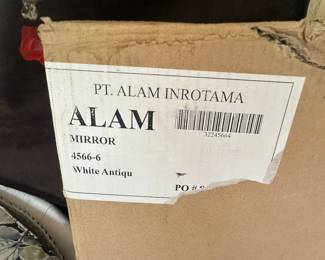 PT. ALAM INROTAMA
ALAM
32245664
MIRROR
4566-6
White Antiqu
PO #